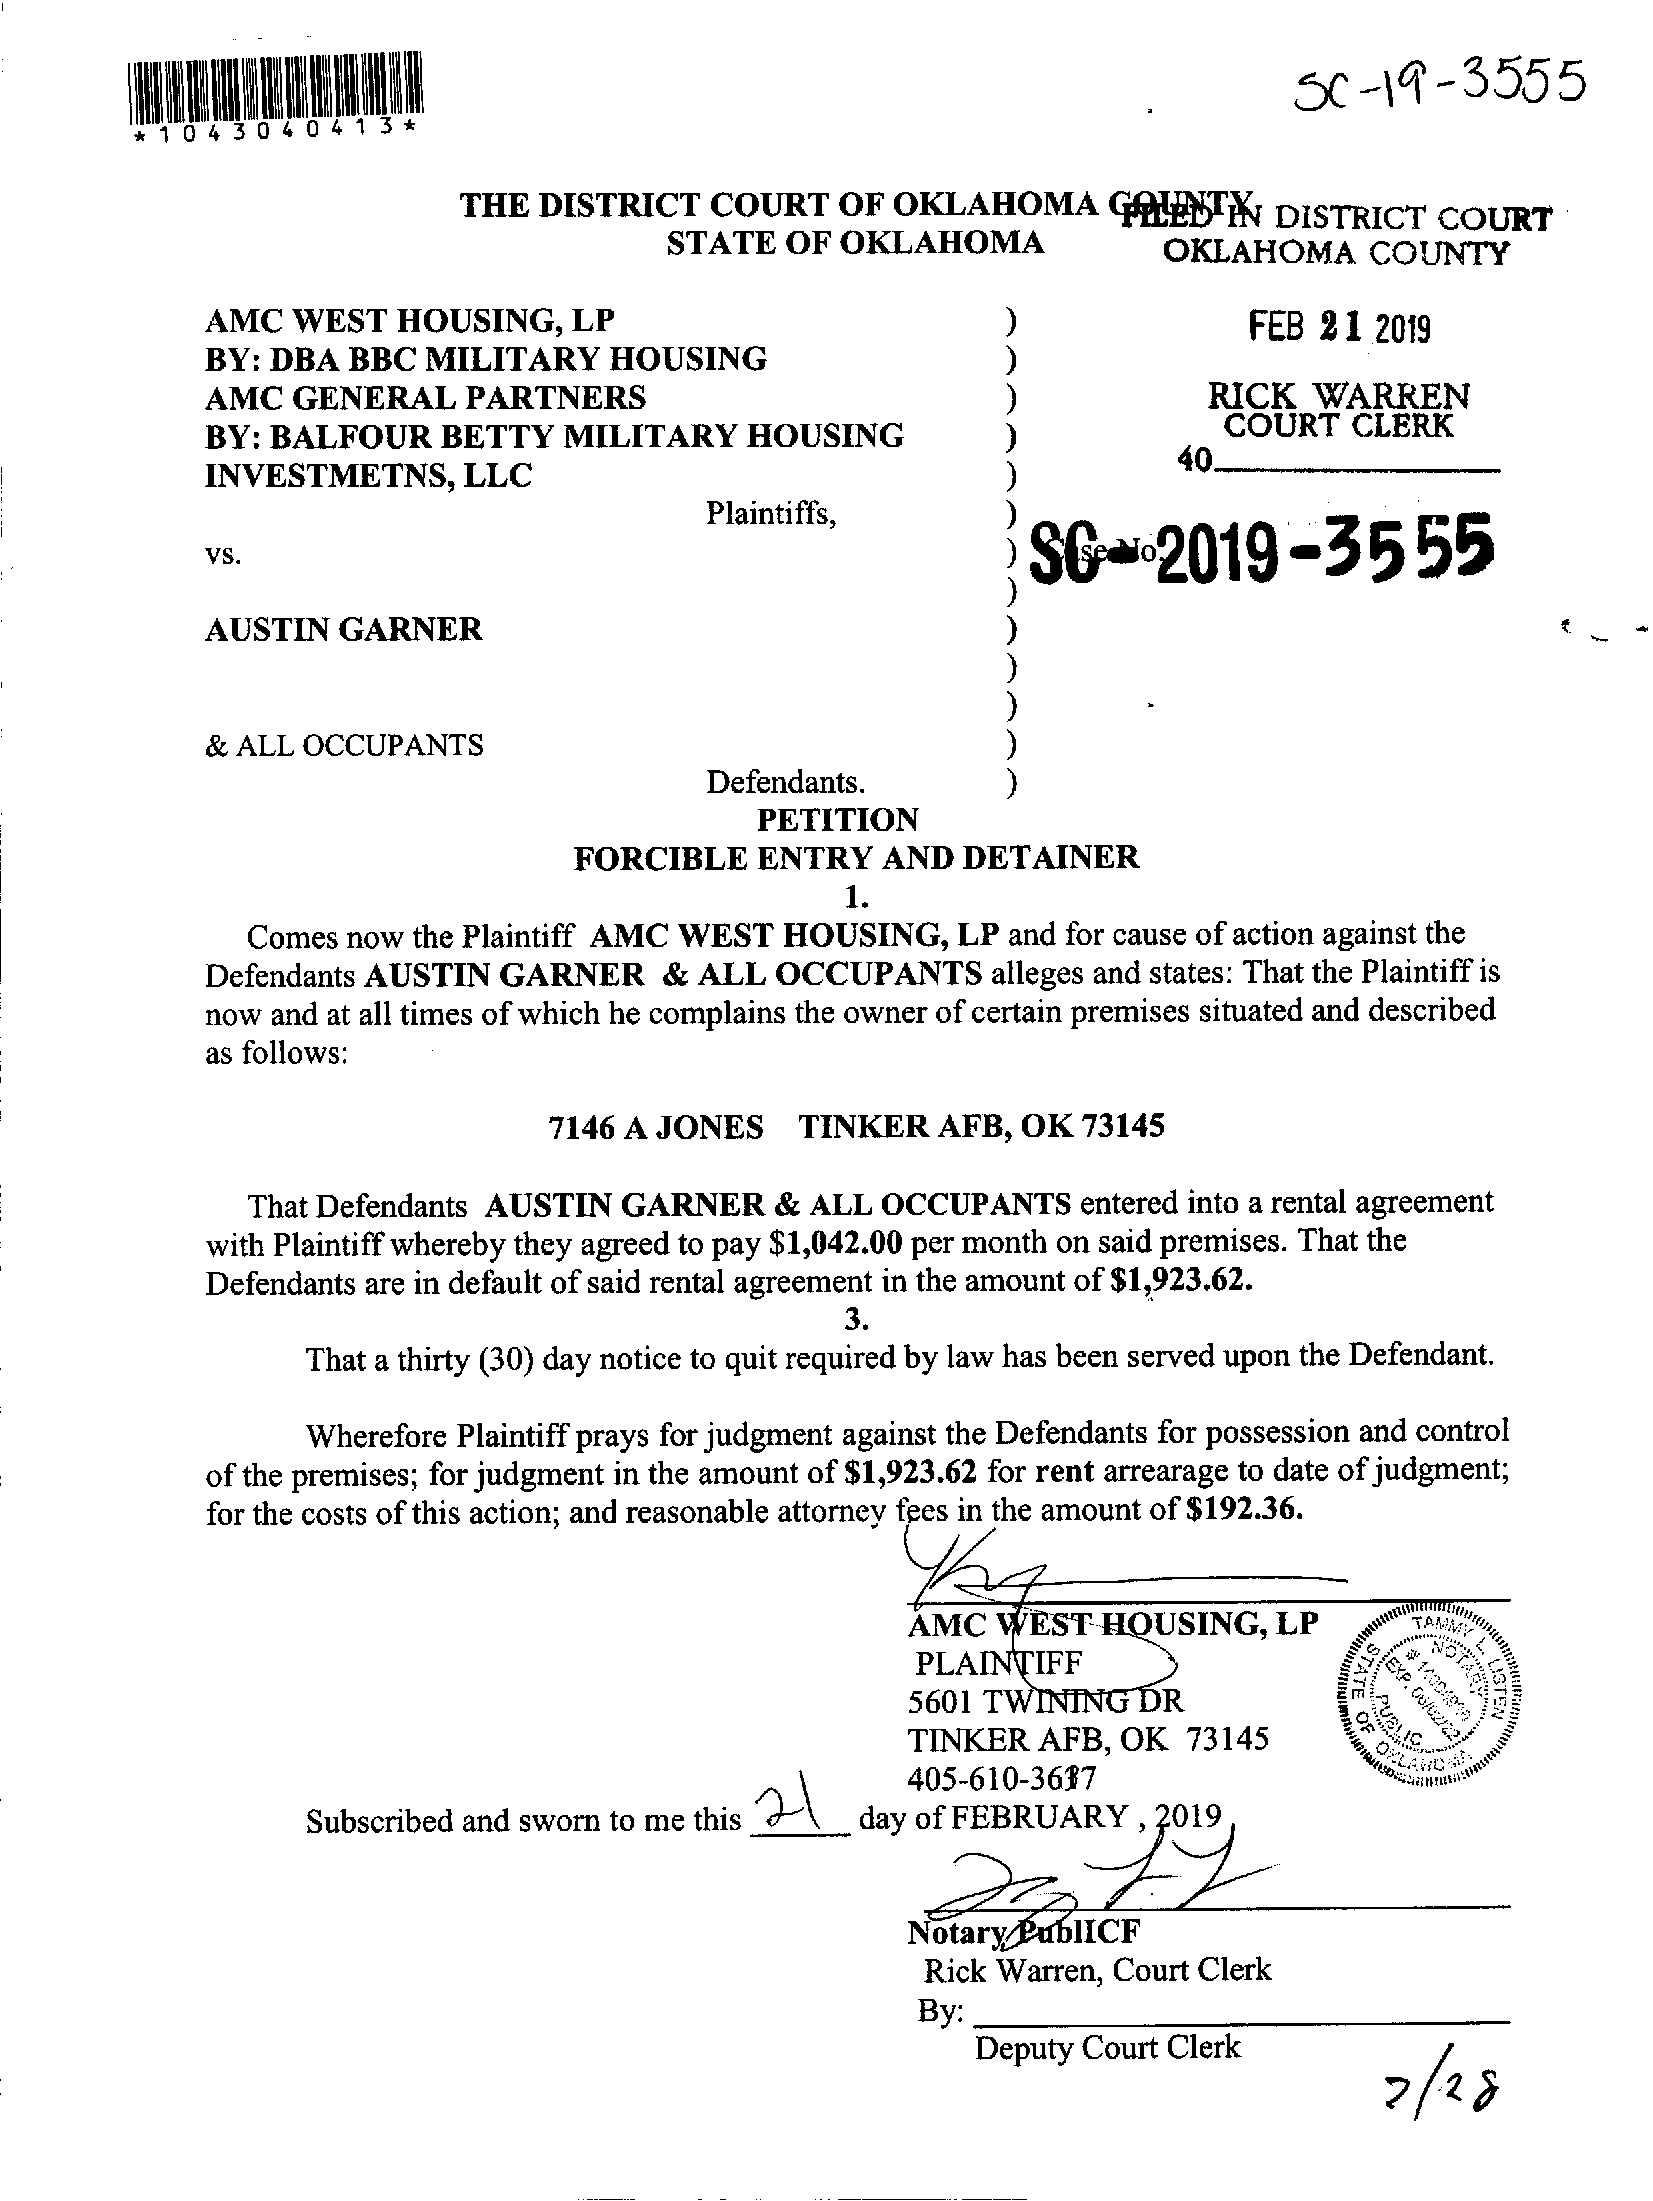 *1043040413*
SC-19-3555
THE DISTRICT COURT OF OKLAHOMA COUNTY
STATE OF OKLAHOMA
FILED IN DISTRICT COURT
OKLAHOMA COUNTY
FEB 21 2019
RICK WARREN
COURT CLERK
40
AMC WEST HOUSING, LP )
BY: DBA BBC MILITARY HOUSING )
AMC GENERAL PARTNERS )
BY: BALFOUR BETTY MILITARY HOUSING )
INVESTMETNS, LLC )
Plaintiffs, )
vs. ) Case No. SC-2019-3555
)
AUSTIN GARNER )
)
)
& ALL OCCUPANTS )
Defendants. )
PETITION
FORCIBLE ENTRY AND DETAINER
1.
Comes now the Plaintiff AMC WEST HOUSING, LP and for cause of action against the
Defendants AUSTIN GARNER & ALL OCCUPANTS alleges and states: That the Plaintiff is
now and at all times of which he complains the owner of certain premises situated and described
as follows:
7146 A JONES TINKER AFB, OK 73145
That Defendants AUSTIN GARNER & ALL OCCUPANTS entered into a rental agreement
with Plaintiff whereby they agreed to pay $1,042.00 per month on said premises. That the
Defendants are in default of said rental agreement in the amount of $1,923.62.
3.
That a thirty (30) day notice to quit required by law has been served upon the Defendant.
Wherefore Plaintiff prays for judgment against the Defendants for possession and control
of the premises; for judgment in the amount of $1,923.62 for rent arrearage to date of judgment;
for the costs of this action; and reasonable attorney fees in the amount of $192.36.
AMC WEST HOUSING, LP
PLAINTIFF
5601 TWINING DR
TINKER AFB, OK 73145
405-610-3637
TAMMY L LISTEN
NOTARY
PUBLIC
STATE OF OKLAHOMA
Subscribed and sworn to me this 21 day of FEBRUARY , 2019
Notary PublICF
Rick Warren, Court Clerk
By:
Deputy Court Clerk
2/28